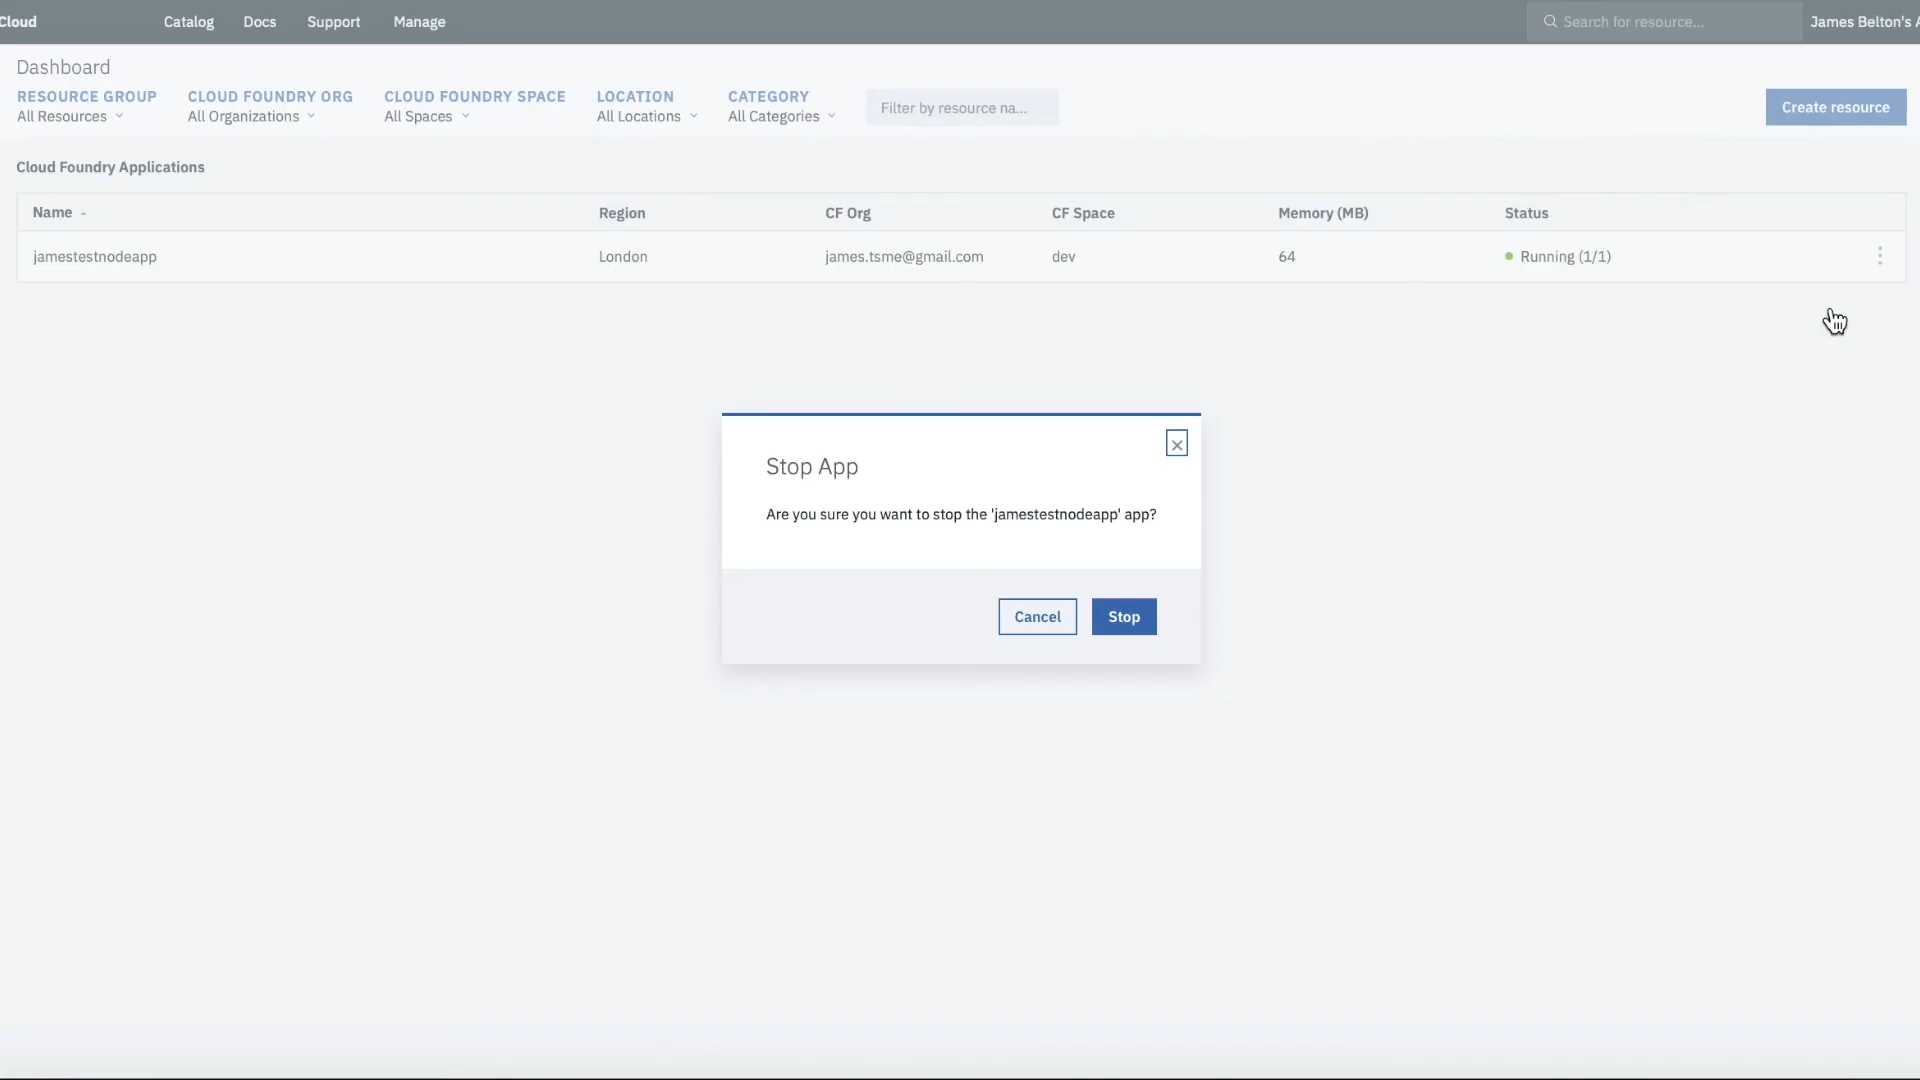 Cloud Catalog Docs Support Manage Search for resource... James Belton's A
Dashboard
RESOURCE GROUP CLOUD FOUNDRY ORG CLOUD FOUNDRY SPACE LOCATION CATEGORY
All Resources All Organizations All Spaces All Locations All Categories Filter by resource na... Create resource
Cloud Foundry Applications
Name Region CF Org CF Space Memory (MB) Status
jamestestnodeapp London james.tsme@gmail.com dev 64 Running (1/1)
Stop App
Are you sure you want to stop the 'jamestestnodeapp' app?
Cancel Stop